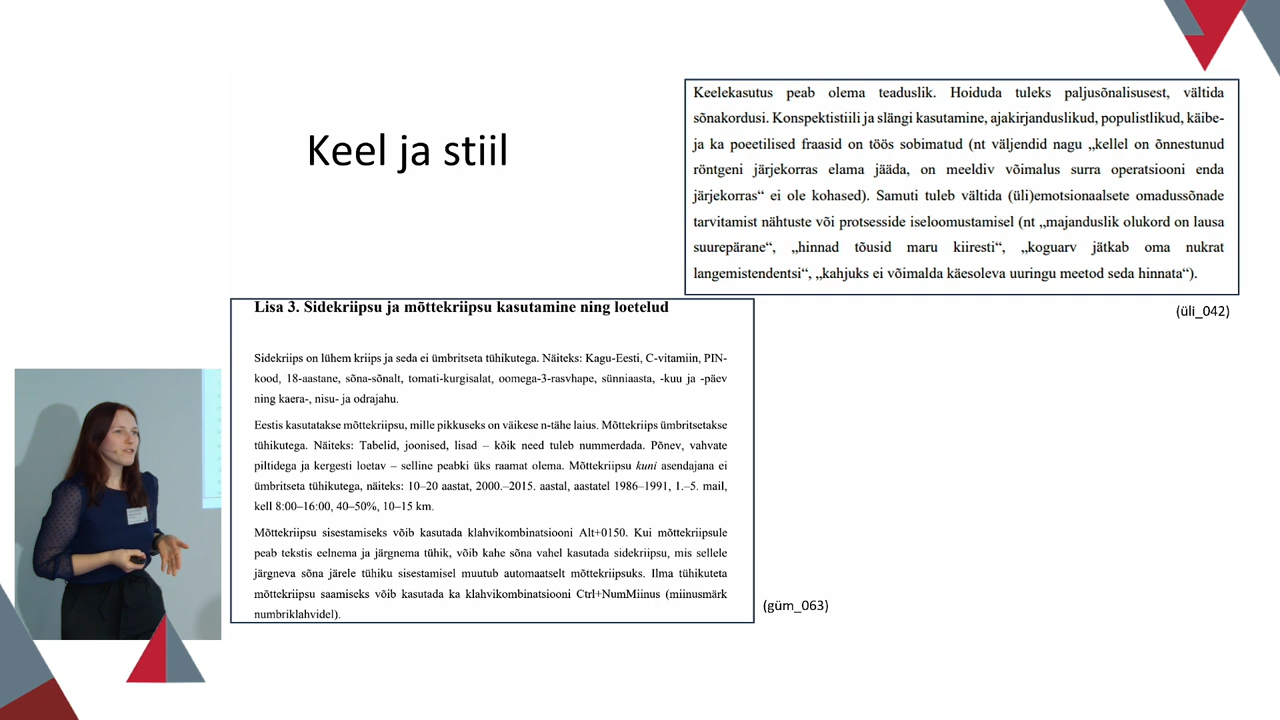 Keel ja stiil
Keelekasutus peab olema teaduslik. Hoiduda tuleks paljusõnalisusest, vältida
sõnakordusi. Konspektistiili ja slängi kasutamine, ajakirjanduslikud, populistlikud, käibe-
ja ka poeetilised fraasid on töös sobimatud (nt väljendid nagu „kellel on õnnestunud
röntgeni järjekorras elama jääda, on meeldiv võimalus surra operatsiooni enda
järjekorras“ ei ole kohased). Samuti tuleb vältida (üli)emotsionaalsete omadussõnade
tarvitamist nähtuste või protsesside iseloomustamisel (nt „majanduslik olukord on lausa
suurepärane“, „hinnad tõusid maru kiiresti“, „koguarv jätkab oma nukrat
langemistendentsi“, „kahjuks ei võimalda käesoleva uuringu meetod seda hinnata“).
(üli_042)
Lisa 3. Sidekriipsu ja mõttekriipsu kasutamine ning loetelud
Sidekriips on lühem kriips ja seda ei ümbritseta tühikutega. Näiteks: Kagu-Eesti, C-vitamiin, PIN-
kood, 18-aastane, sõna-sõnalt, tomati-kurgisalat, oomega-3-rasvhape, sünniaasta, -kuu ja -päev
ning kaera-, nisu- ja odrajahu.
Eestis kasutatakse mõttekriipsu, mille pikkuseks on väikese n-tähe laius. Mõttekriips ümbritsetakse
tühikutega. Näiteks: Tabelid, joonised, lisad – kõik need tuleb nummerdada. Põnev, vahvate
piltidega ja kergesti loetav – selline peabki üks raamat olema. Mõttekriipsu kuni asendajana ei
ümbritseta tühikutega, näiteks: 10–20 aastat, 2000.–2015. aastal, aastatel 1986–1991, 1.–5. mail,
kell 8:00–16:00, 40–50%, 10–15 km.
Mõttekriipsu sisestamiseks võib kasutada klahvikombinatsiooni Alt+0150. Kui mõttekriipsule
peab tekstis eelnema ja järgnema tühik, võib kahe sõna vahel kasutada sidekriipsu, mis sellele
järgneva sõna järele tühiku sisestamisel muutub automaatselt mõttekriipsuks. Ilma tühikuteta
mõttekriipsu saamiseks võib kasutada ka klahvikombinatsiooni Ctrl+NumMiinus (miinusmärk
numbriklahvidel).
(güm_063)